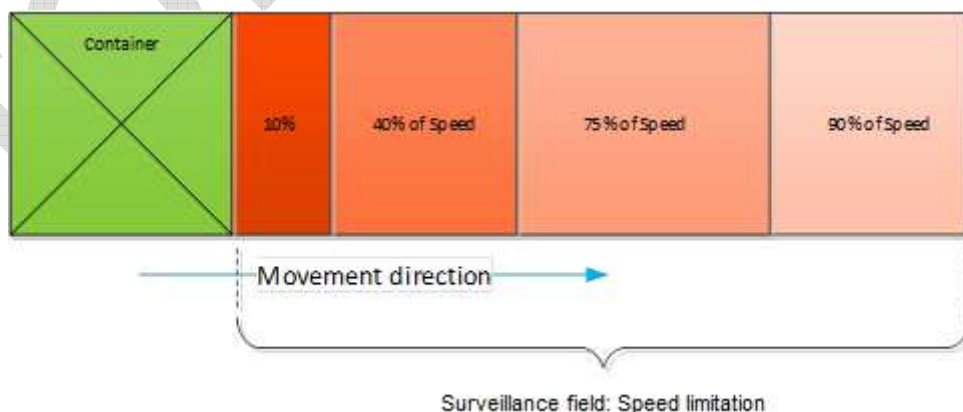 Container
10%
40% of Speed
75% of Speed
90% of Speed
Movement direction
Surveillance field: Speed limitation